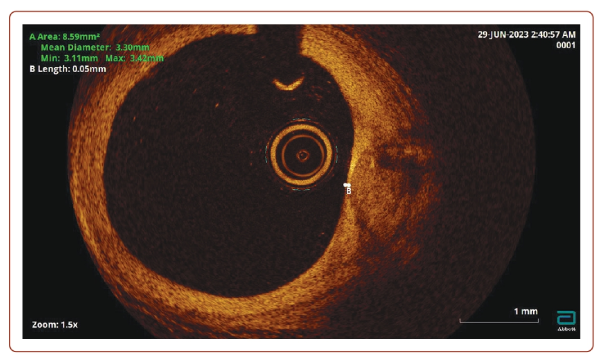 A Area: 8.59mm²
Mean Diameter: 3.30mm
Min: 3.11mm Max: 3.42mm
B Length: 0.05mm
29-JUN-2023 2:40:57 AM
0001
B
Zoom: 1.5x
1 mm
Abbott